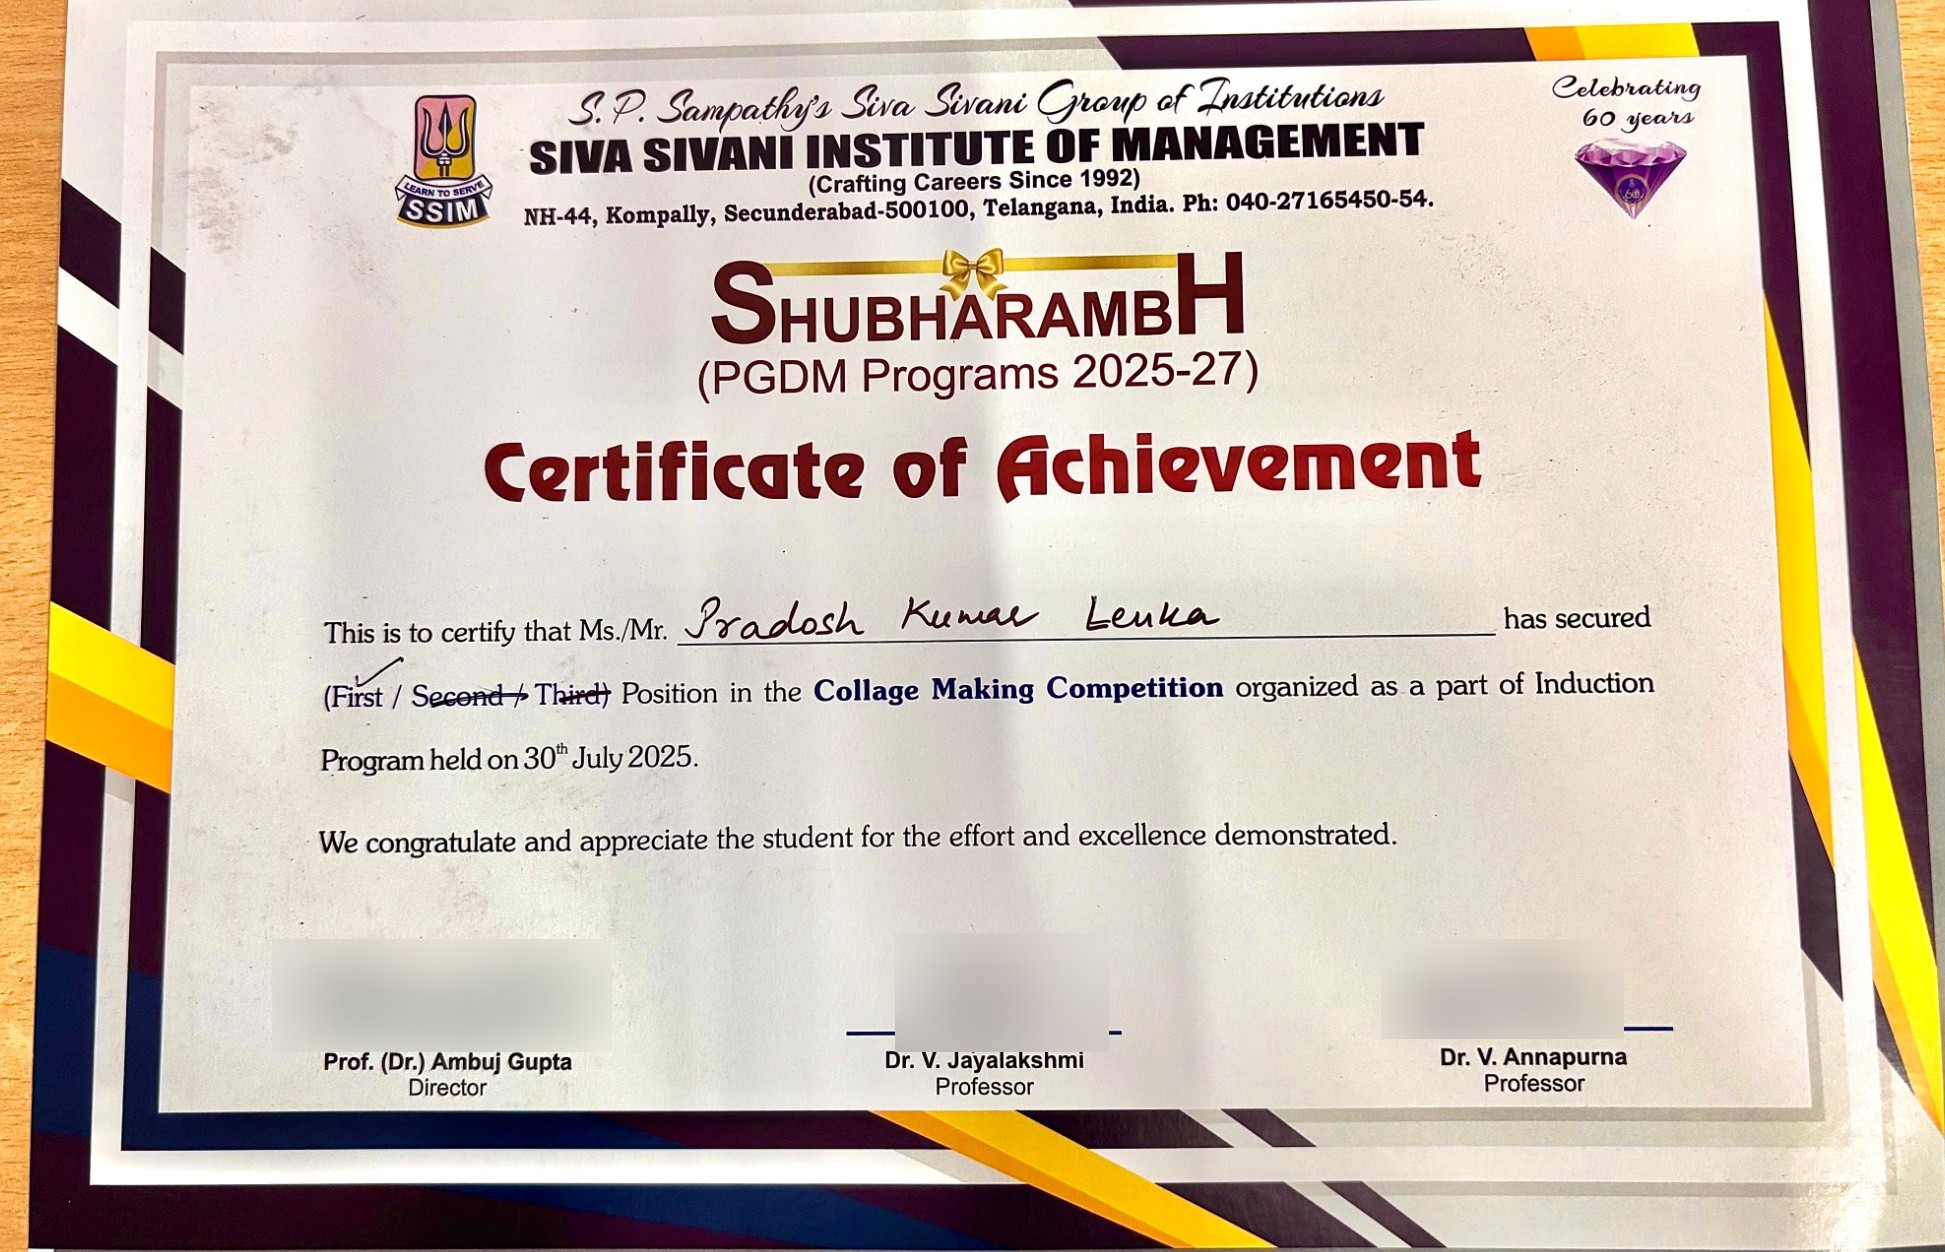 S. P. Sampathy's Siva Sivani Group of Institutions
SIVA SIVANI INSTITUTE OF MANAGEMENT
(Crafting Careers Since 1992)
NH-44, Kompally, Secunderabad-500100, Telangana, India. Ph: 040-27165450-54.
LEARN TO SERVE
SSIM
Celebrating
60 years
SHUBHARAMBH
(PGDM Programs 2025-27)
Certificate of Achievement
This is to certify that Ms./Mr. Pradosh Kumar Lenka has secured
(First / Second / Third) Position in the Collage Making Competition organized as a part of Induction
Program held on 30th July 2025.
We congratulate and appreciate the student for the effort and excellence demonstrated.
Prof. (Dr.) Ambuj Gupta
Director
Dr. V. Jayalakshmi
Professor
Dr. V. Annapurna
Professor